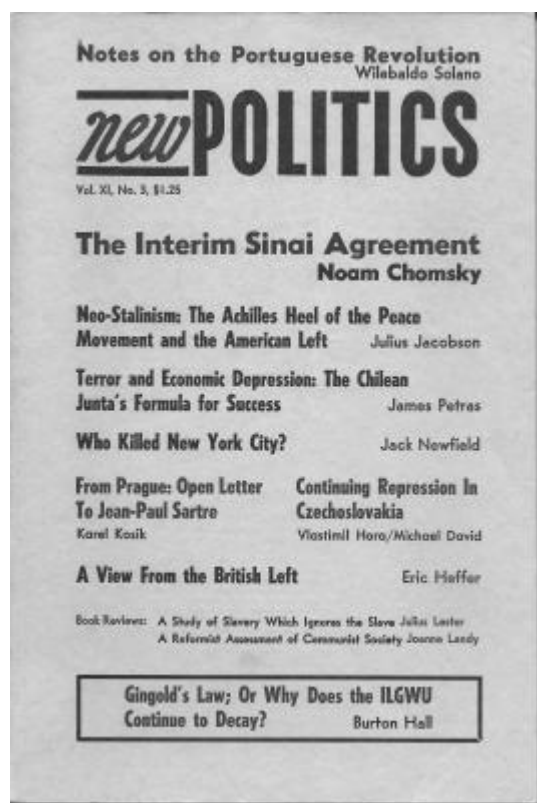 Notes on the Portuguese Revolution
Wilebaldo Solano
new POLITICS
Vol. XI, No. 3, $1.25
The Interim Sinai Agreement
Noam Chomsky
Neo-Stalinism: The Achilles Heel of the Peace
Movement and the American Left Julius Jacobson
Terror and Economic Depression: The Chilean
Junta's Formula for Success James Petras
Who Killed New York City? Jack Newfield
From Prague: Open Letter
To Jean-Paul Sartre
Karel Kosik
Continuing Repression In
Czechoslovakia
Vlastimil Hora/Michael David
A View From the British Left Eric Heffer
Book Reviews: A Study of Slavery Which Ignores the Slave Julius Lester
A Reformist Assessment of Communist Society Joanne Landy
Gingold's Law; Or Why Does the ILGWU
Continue to Decay? Burton Hall